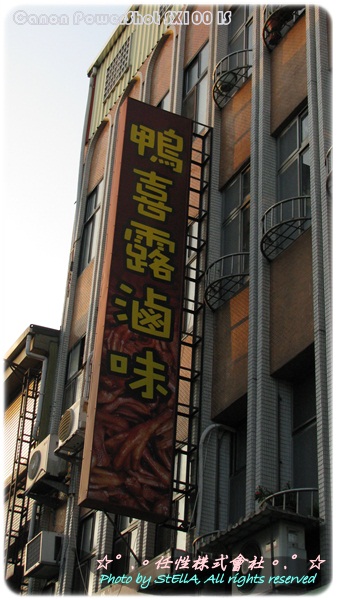 Canon PowerShot SX100 IS
鴨喜露滷味
☆°．.｡任性株式會社｡.．°☆
Photo by StELLA, All rights reserved